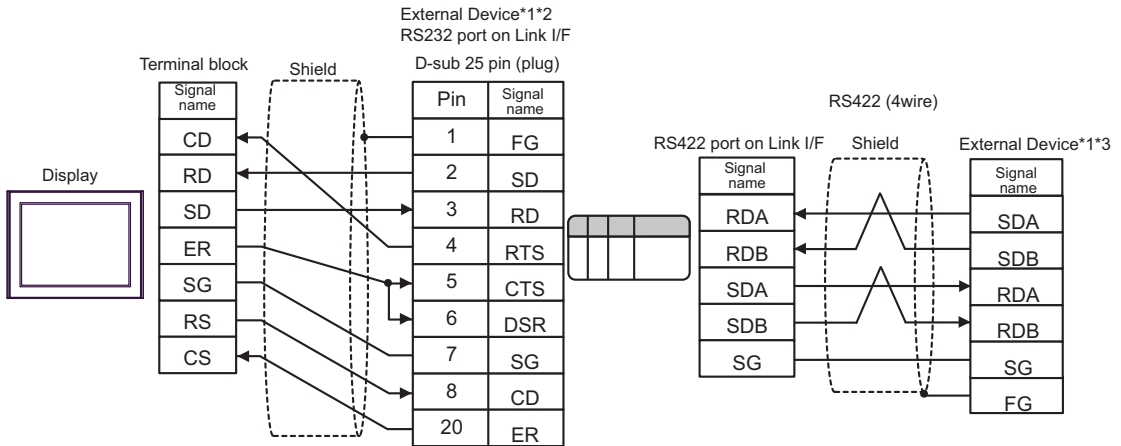 External Device*1*2
RS232 port on Link I/F
Terminal block
Shield
D-sub 25 pin (plug)
Signal name
Pin
Signal name
CD
1
FG
RD
2
SD
SD
3
RD
ER
4
RTS
SG
5
CTS
RS
6
DSR
CS
7
SG
8
CD
20
ER
Display
RS422 (4wire)
RS422 port on Link I/F
Shield
External Device*1*3
Signal name
Signal name
RDA
SDA
RDB
SDB
SDA
RDA
SDB
RDB
SG
SG
FG